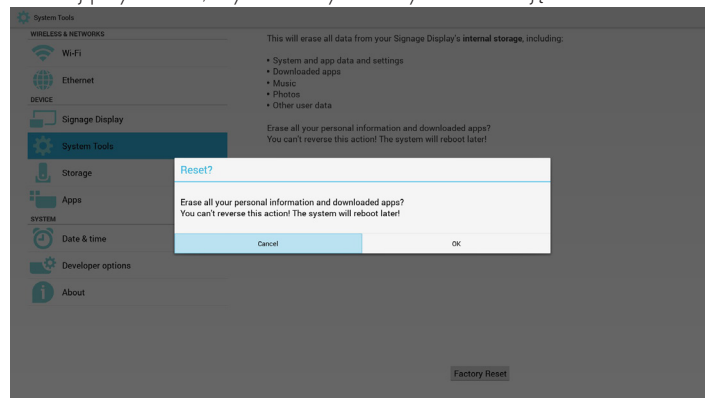 System Tools
WIRELESS & NETWORKS
Wi-Fi
Ethernet
DEVICE
Signage Display
System Tools
Storage
Apps
SYSTEM
Date & time
Developer options
About
This will erase all data from your Signage Display's internal storage, including:
• System and app data and settings
• Downloaded apps
• Music
• Photos
• Other user data
Erase all your personal information and downloaded apps?
You can't reverse this action! The system will reboot later!
Reset?
Erase all your personal information and downloaded apps?
You can't reverse this action! The system will reboot later!
Cancel
OK
Factory Reset